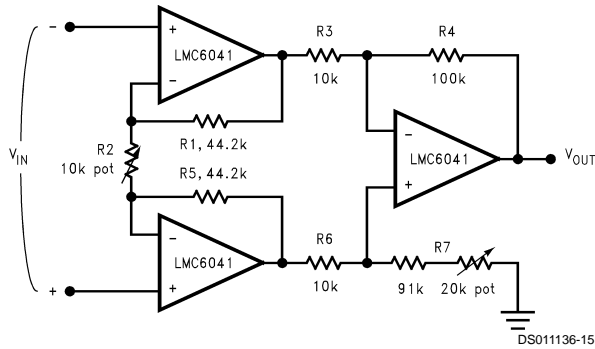 −
+
LMC6041
−
R3
10k
R4
100k
R1, 44.2k
VIN
R2
10k pot
R5, 44.2k
−
LMC6041
+
VOUT
−
LMC6041
+
R6
10k
R7
91k
20k pot
+
DS011136-15